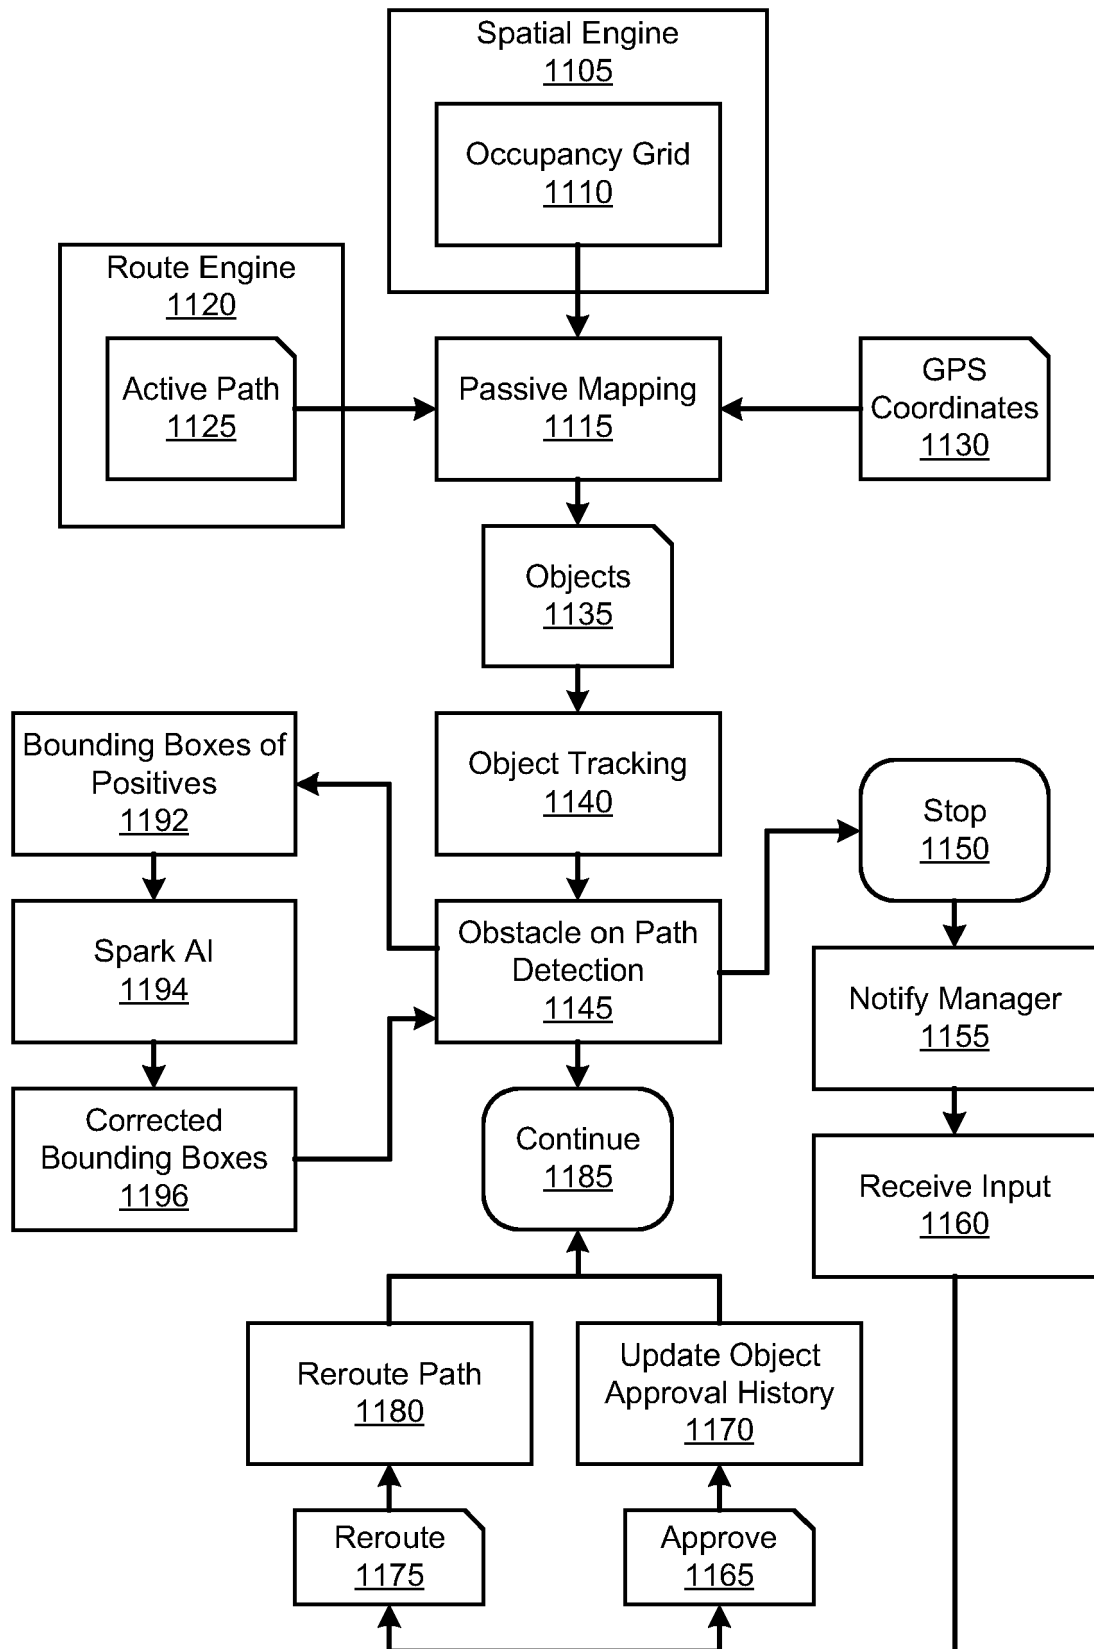 Spatial Engine
1105
Occupancy Grid
1110
Route Engine
1120
Active Path
1125
Passive Mapping
1115
GPS
Coordinates
1130
Objects
1135
Bounding Boxes of
Positives
1192
Object Tracking
1140
Stop
1150
Spark AI
1194
Obstacle on Path
Detection
1145
Notify Manager
1155
Corrected
Bounding Boxes
1196
Continue
1185
Receive Input
1160
Reroute Path
1180
Update Object
Approval History
1170
Reroute
1175
Approve
1165